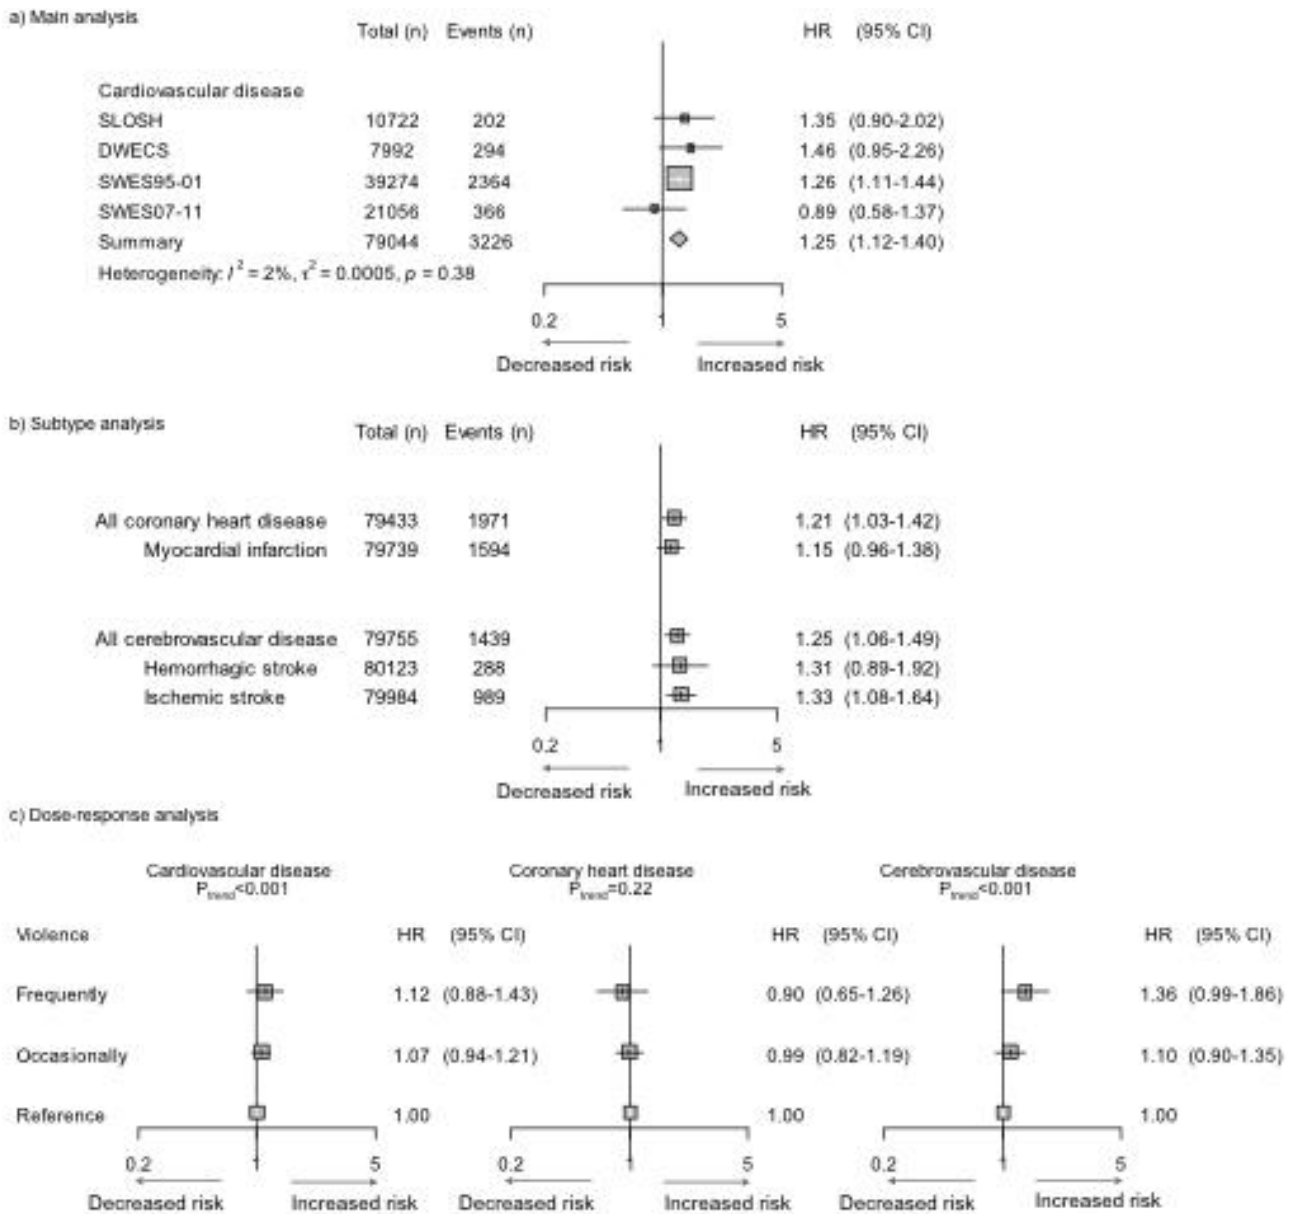 a) Main analysis
Total (n) Events (n) HR (95% CI)
Cardiovascular disease
SLOSH 10722 202 1.35 (0.90-2.02)
DWECS 7992 294 1.46 (0.95-2.26)
SWES95-01 39274 2364 1.26 (1.11-1.44)
SWES07-11 21056 366 0.89 (0.58-1.37)
Summary 79044 3226 1.25 (1.12-1.40)
Heterogeneity: I² = 2%, τ² = 0.0005, p = 0.38
0.2 1 5
Decreased risk Increased risk
b) Subtype analysis
Total (n) Events (n) HR (95% CI)
All coronary heart disease 79433 1971 1.21 (1.03-1.42)
Myocardial infarction 79739 1594 1.15 (0.96-1.38)
All cerebrovascular disease 79755 1439 1.25 (1.06-1.49)
Hemorrhagic stroke 80123 288 1.31 (0.89-1.92)
Ischemic stroke 79984 989 1.33 (1.08-1.64)
0.2 1 5
Decreased risk Increased risk
c) Dose-response analysis
Cardiovascular disease Coronary heart disease Cerebrovascular disease
Ptrend<0.001 Ptrend=0.22 Ptrend<0.001
Violence HR (95% CI) HR (95% CI) HR (95% CI)
Frequently 1.12 (0.88-1.43) 0.90 (0.65-1.26) 1.36 (0.99-1.86)
Occasionally 1.07 (0.94-1.21) 0.99 (0.82-1.19) 1.10 (0.90-1.35)
Reference 1.00 1.00 1.00
0.2 1 5 0.2 1 5 0.2 1 5
Decreased risk Increased risk Decreased risk Increased risk Decreased risk Increased risk